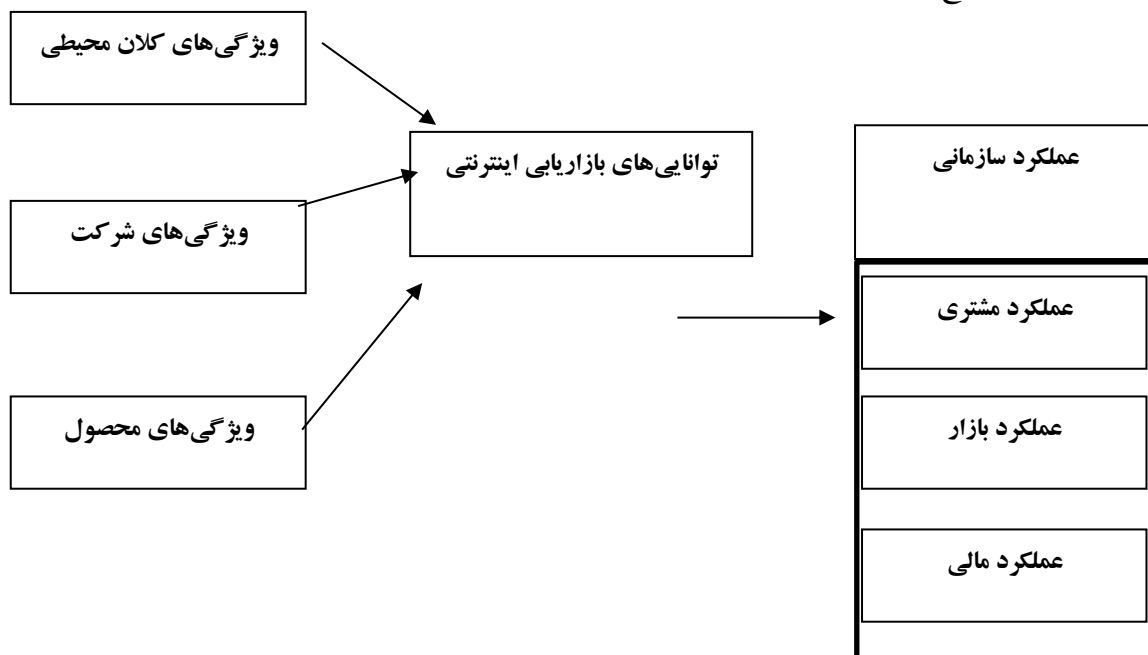 ویژگی‌های کلان محیطی
توانایی‌های بازاریابی اینترنتی
عملکرد سازمانی
ویژگی‌های شرکت
عملکرد مشتری
ویژگی‌های محصول
عملکرد بازار
عملکرد مالی